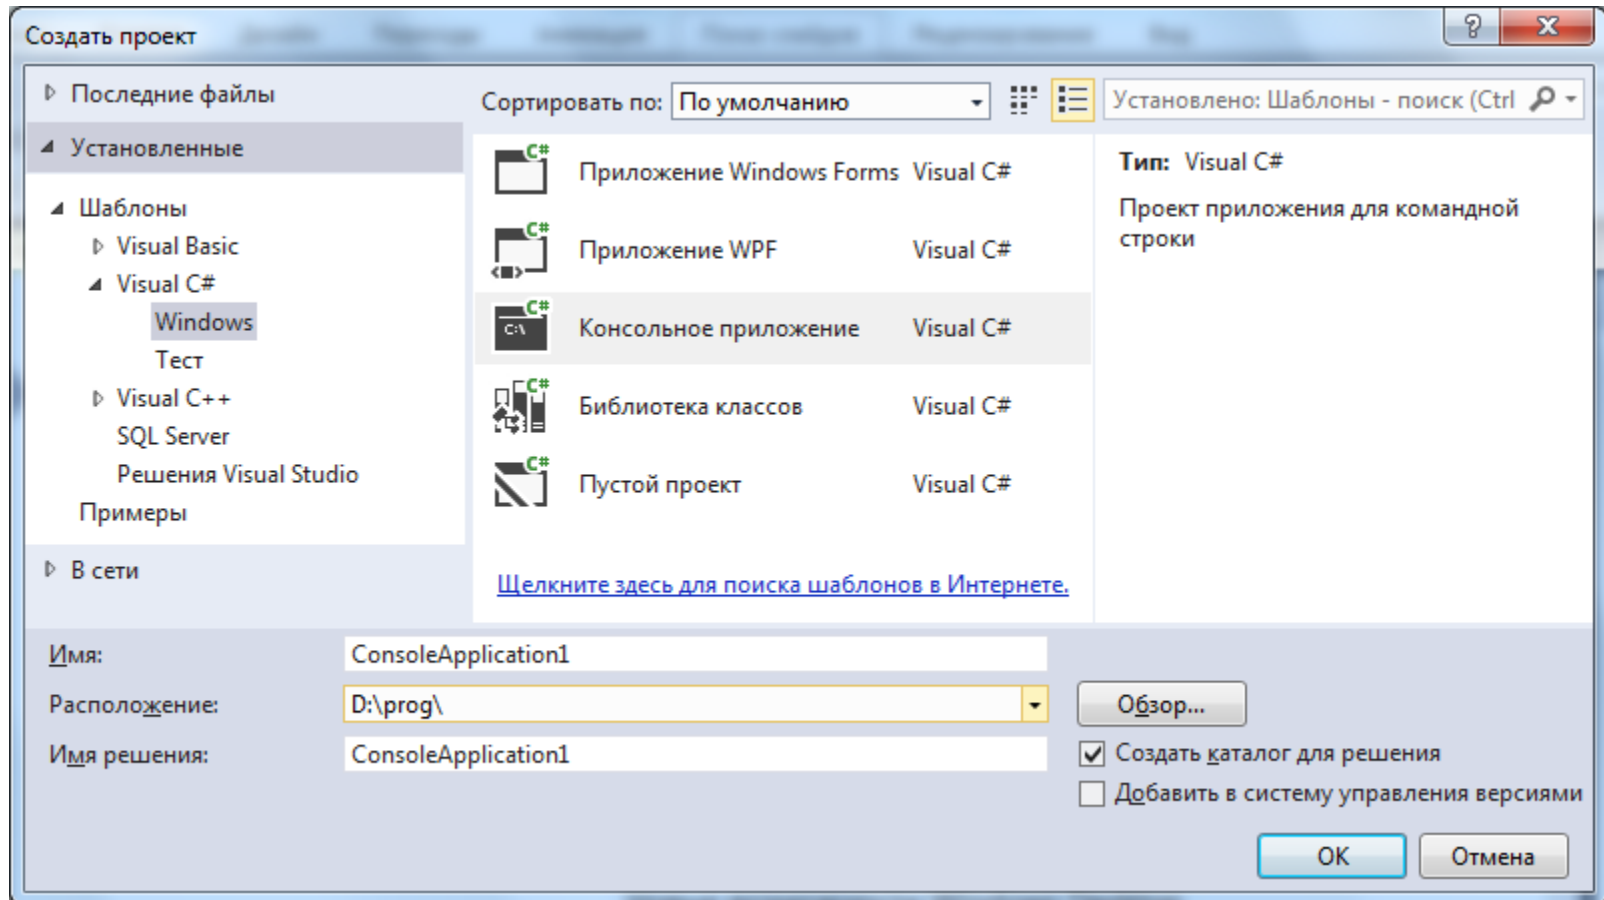 Создать проект
Последние файлы
Установленные
Шаблоны
Visual Basic
Visual C#
Windows
Тест
Visual C++
SQL Server
Решения Visual Studio
Примеры
В сети
Сортировать по: По умолчанию
Установлено: Шаблоны - поиск (Ctrl
C# Приложение Windows Forms Visual C#
C# Приложение WPF Visual C#
C# C:\ Консольное приложение Visual C#
C# Библиотека классов Visual C#
C# Пустой проект Visual C#
Щелкните здесь для поиска шаблонов в Интернете.
Тип: Visual C#
Проект приложения для командной
строки
Имя: ConsoleApplication1
Расположение: D:\prog\
Обзор...
Имя решения: ConsoleApplication1
Создать каталог для решения
Добавить в систему управления версиями
OK
Отмена